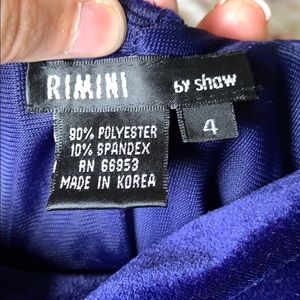 RIMINI by shaw
4
90% POLYESTER
10% SPANDEX
RN 66953
MADE IN KOREA